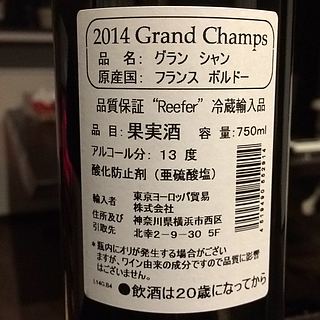 2014 Grand Champs
品 名: グラン シャン
原産国: フランス ボルドー
品質保証 “Reefer” 冷蔵輸入品
品目:果実酒 容 量:750ml
アルコール分: 13 度
酸化防止剤 (亜硫酸塩)
輸入者 東京ヨーロッパ貿易
株式会社
住所及び 神奈川県横浜市西区
引取先 北幸2-9-30 5F
*瓶内にオリが発生する場合がござい
ますが、ワイン由来の成分ですので品質に影響
はございません。
L14G.B4
●飲酒は20歳になってから